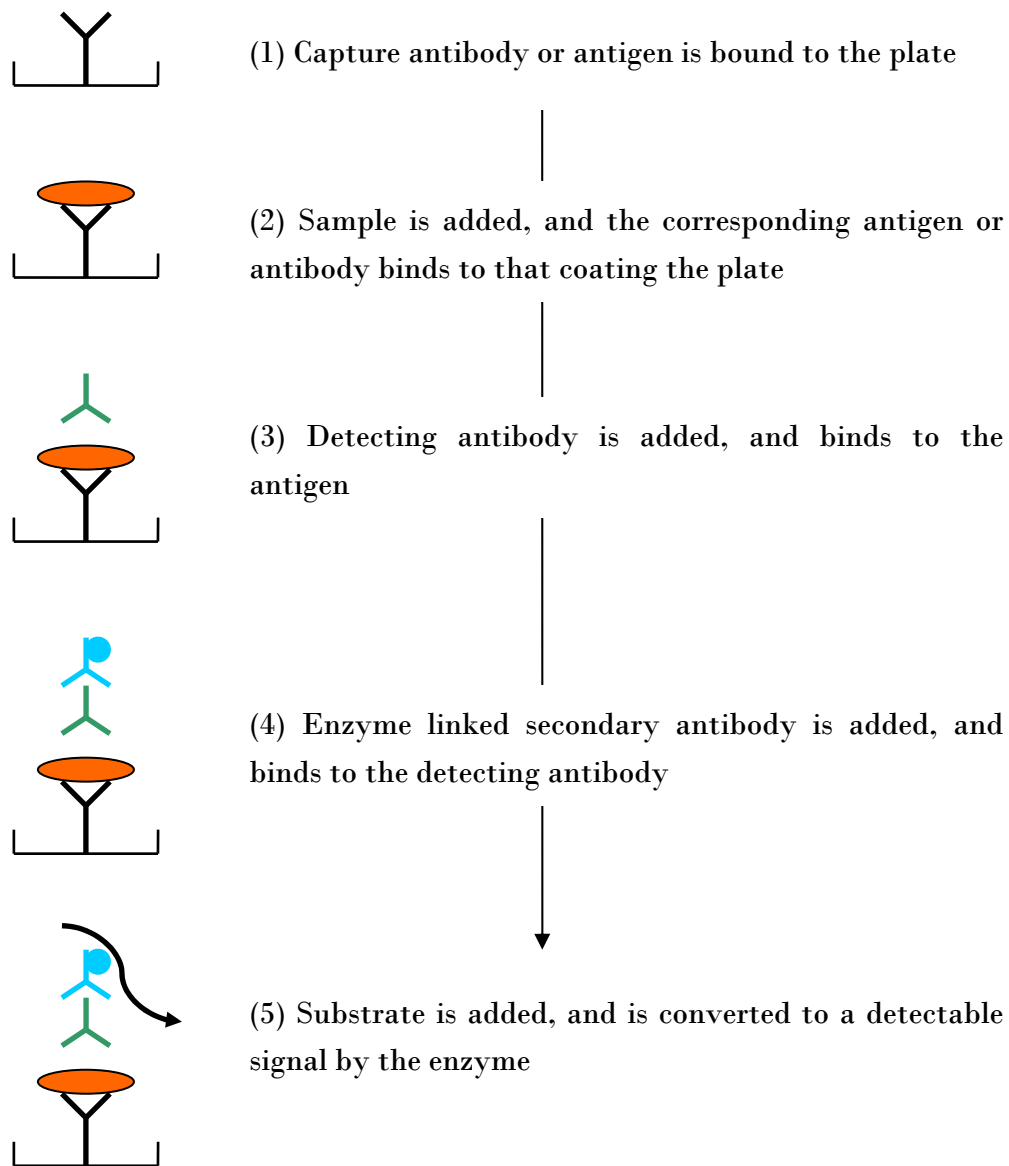 (1) Capture antibody or antigen is bound to the plate
(2) Sample is added, and the corresponding antigen or
antibody binds to that coating the plate
(3) Detecting antibody is added, and binds to the
antigen
(4) Enzyme linked secondary antibody is added, and
binds to the detecting antibody
(5) Substrate is added, and is converted to a detectable
signal by the enzyme